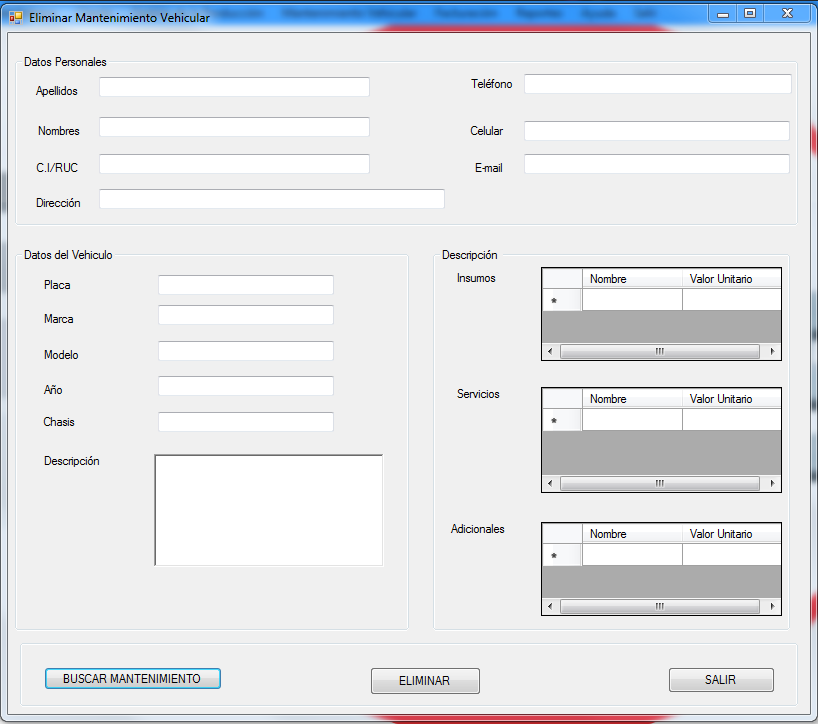 Eliminar Mantenimiento Vehicular
Datos Personales
Apellidos
Teléfono
Nombres
Celular
C.I/RUC
E-mail
Dirección
Datos del Vehiculo
Placa
Marca
Modelo
Año
Chasis
Descripción
Descripción
Insumos
Nombre Valor Unitario
Servicios
Nombre Valor Unitario
Adicionales
Nombre Valor Unitario
BUSCAR MANTENIMIENTO
ELIMINAR
SALIR